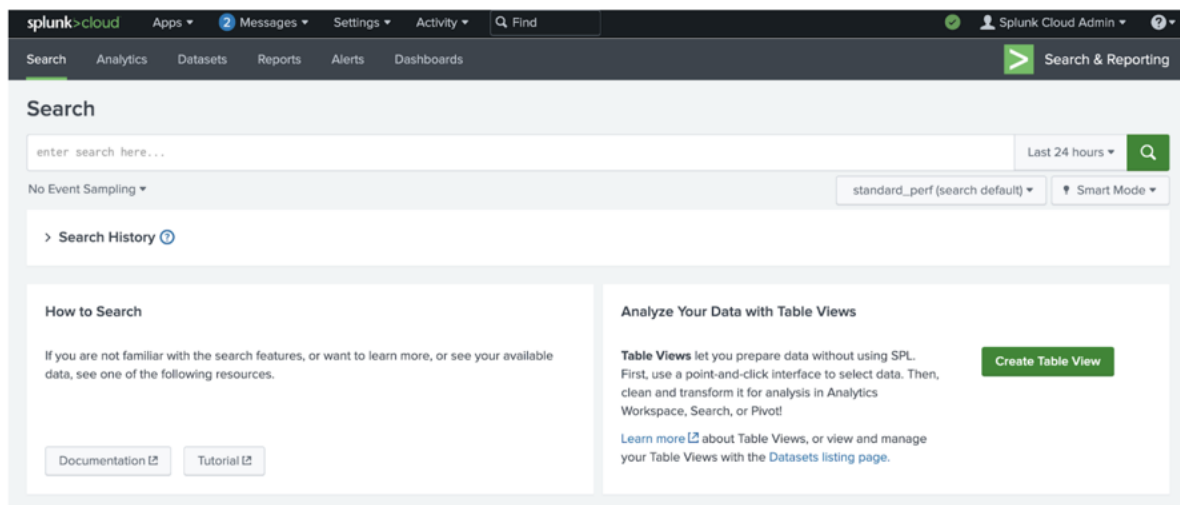 splunk>cloud Apps 2 Messages Settings Activity Find Splunk Cloud Admin ?
Search Analytics Datasets Reports Alerts Dashboards > Search & Reporting
Search
enter search here... Last 24 hours
No Event Sampling standard_perf (search default) Smart Mode
> Search History ?
How to Search
If you are not familiar with the search features, or want to learn more, or see your available
data, see one of the following resources.
Documentation Tutorial
Analyze Your Data with Table Views
Table Views let you prepare data without using SPL.
First, use a point-and-click interface to select data. Then,
clean and transform it for analysis in Analytics
Workspace, Search, or Pivot!
Create Table View
Learn more about Table Views, or view and manage
your Table Views with the Datasets listing page.